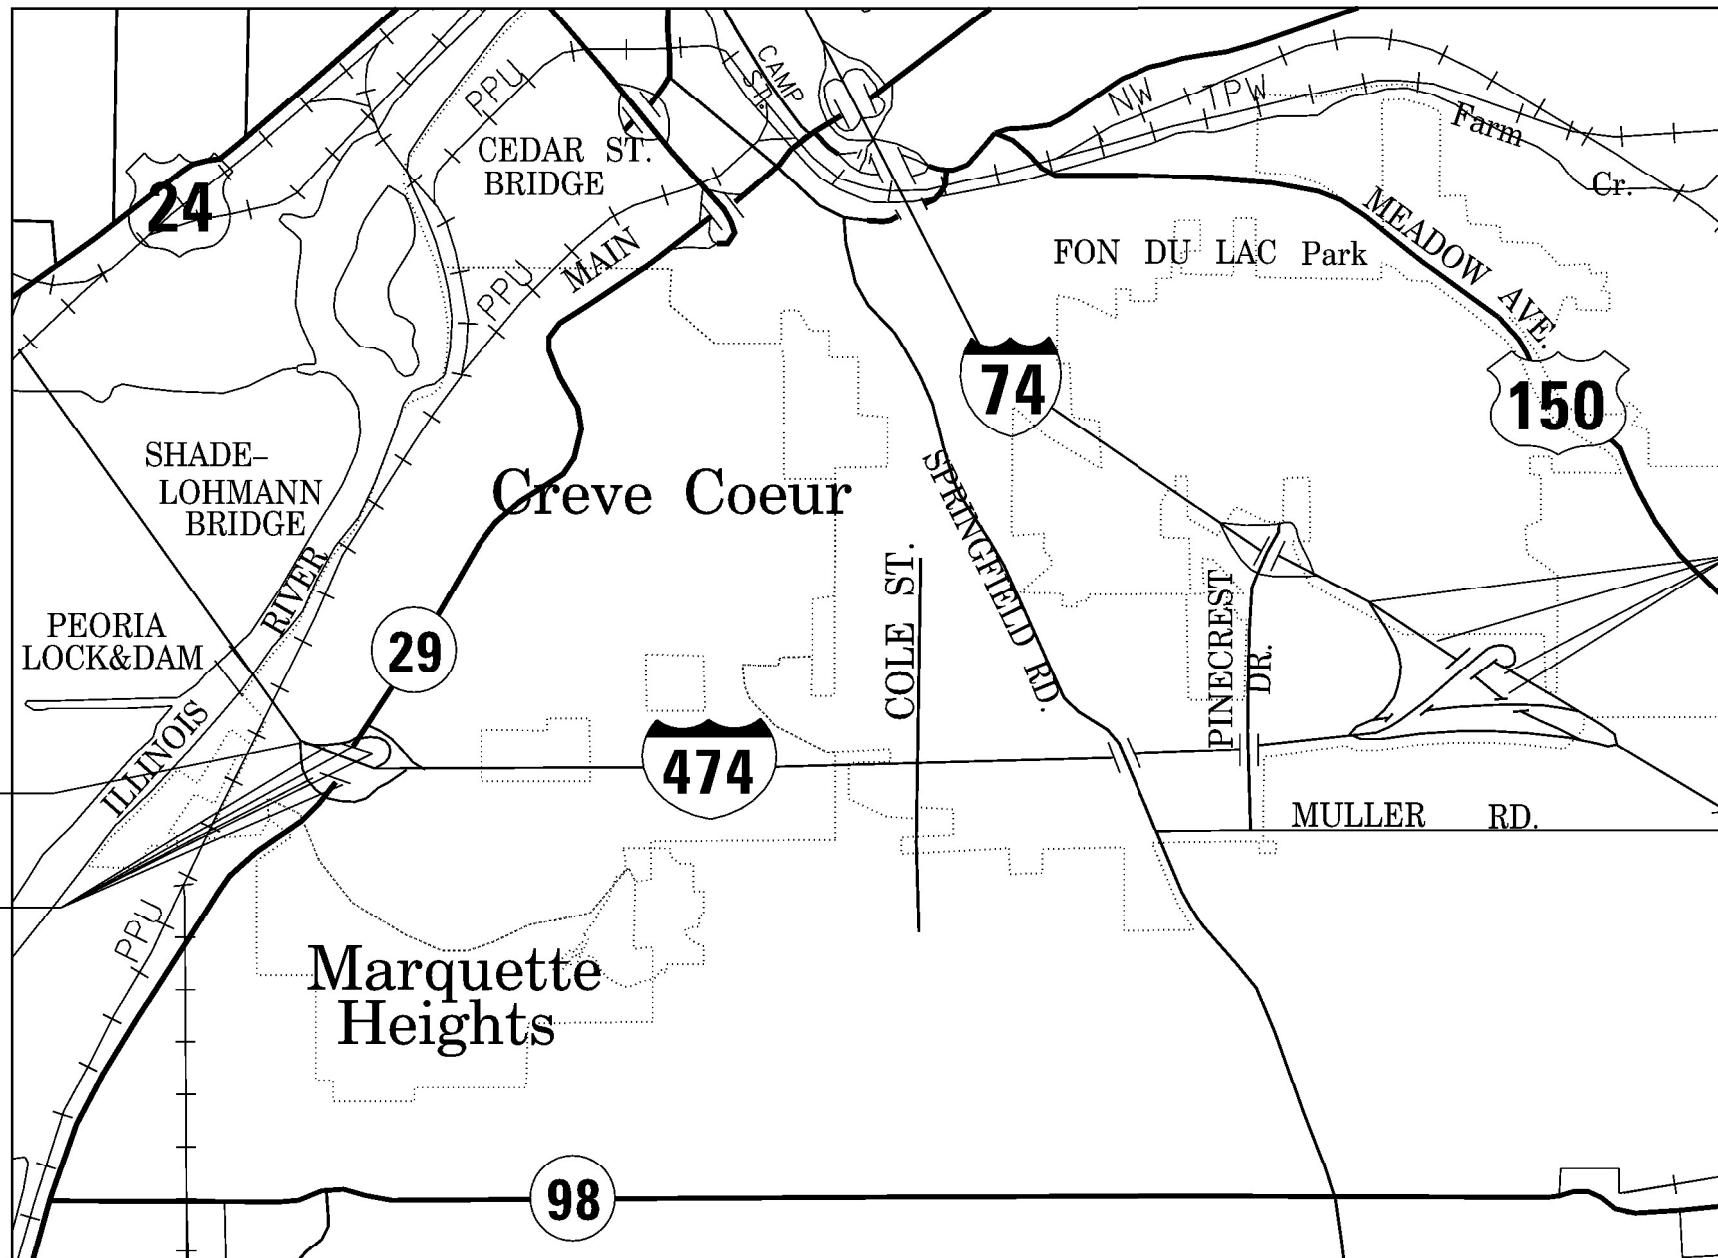 CAMP
ST.
PPU
NW
TPW
Farm
Cr.
CEDAR ST.
BRIDGE
24
MEADOW AVE.
MAIN
FON DU LAC Park
PPU
74
150
SHADE–
LOHMANN
BRIDGE
Creve Coeur
SPRINGFIELD RD.
COLE ST.
RIVER
PINECREST
DR.
PEORIA
LOCK&DAM
29
ILLINOIS
474
MULLER RD.
PPU
Marquette
Heights
98